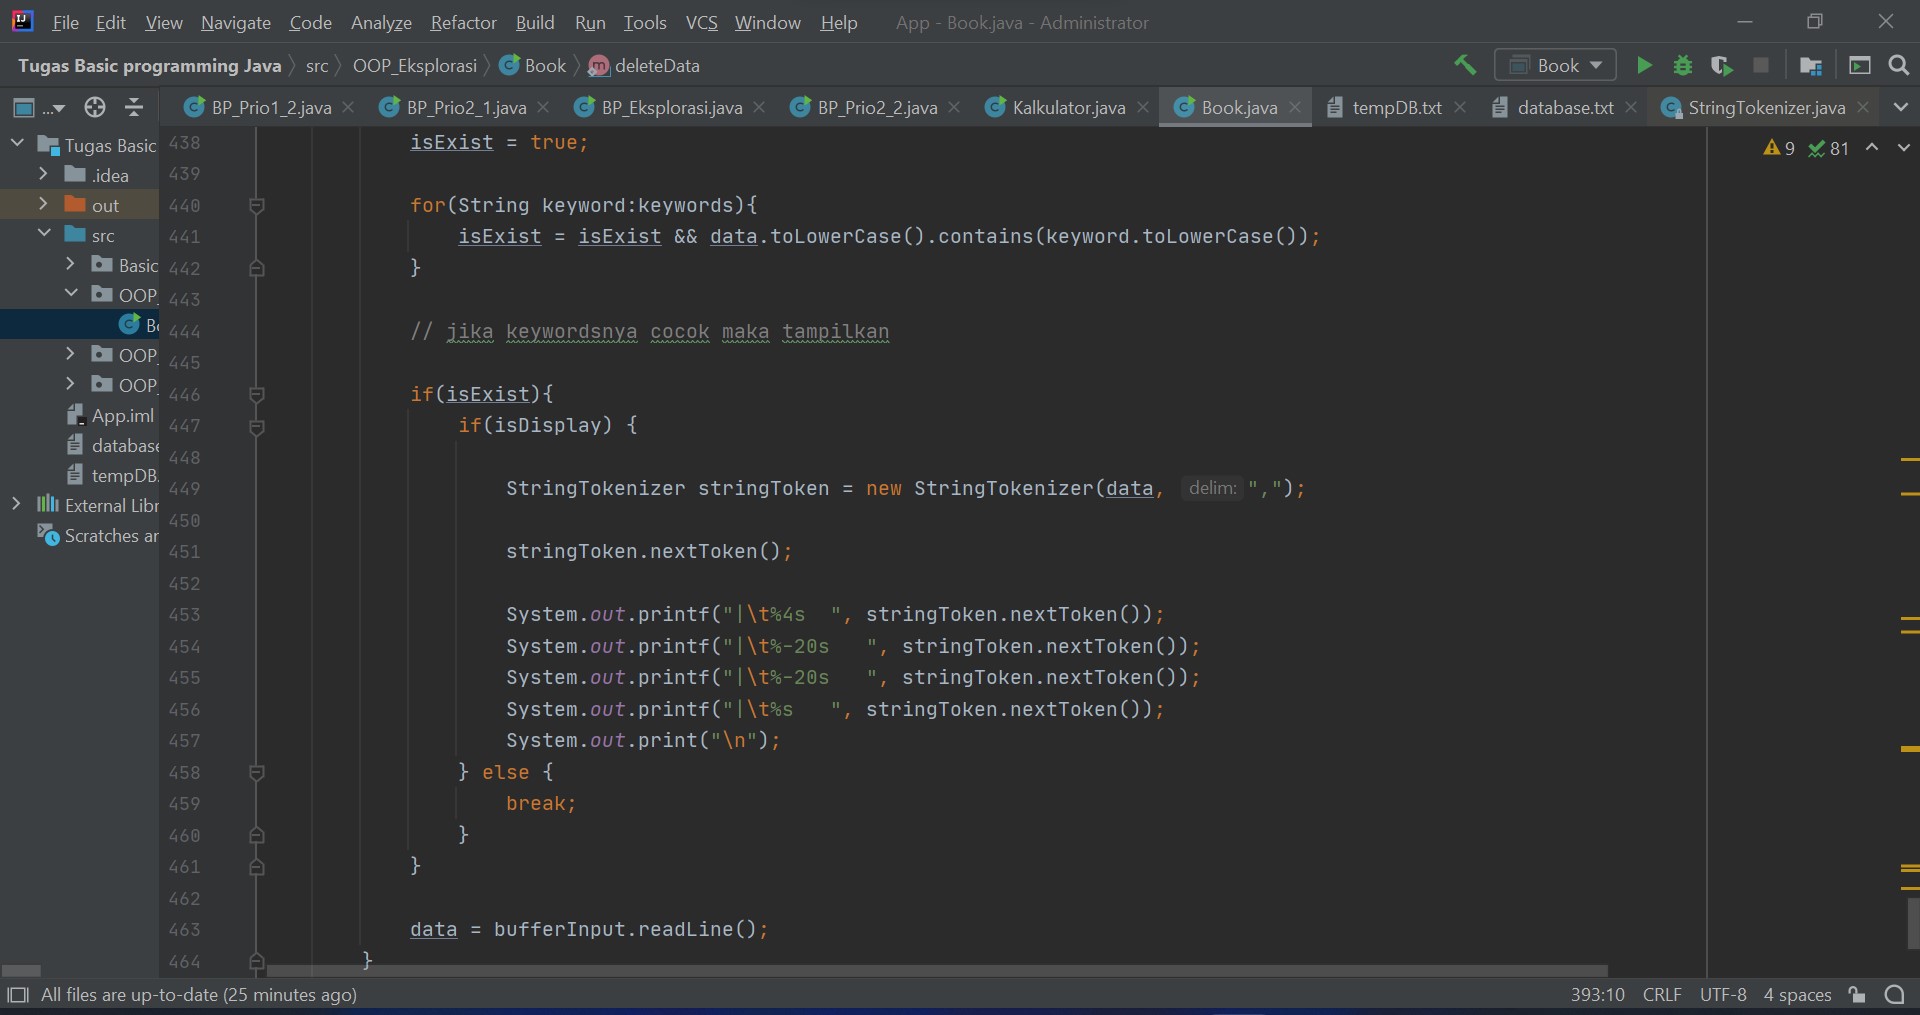 File Edit View Navigate Code Analyze Refactor Build Run Tools VCS Window Help App - Book.java - Administrator
Tugas Basic programming Java src OOP_Eksplorasi Book deleteData Book
... BP_Prio1_2.java BP_Prio2_1.java BP_Eksplorasi.java BP_Prio2_2.java Kalkulator.java Book.java tempDB.txt database.txt StringTokenizer.java
Tugas Basic
.idea
out
src
Basic
OOP_
Bo
OOP_
OOP_
App.iml
database
tempDB.
External Libr
Scratches ar
9 81
438 isExist = true;
439
440 for(String keyword:keywords){
441 isExist = isExist && data.toLowerCase().contains(keyword.toLowerCase());
442 }
443
444 // jika keywordsnya cocok maka tampilkan
445
446 if(isExist){
447 if(isDisplay) {
448
449 StringTokenizer stringToken = new StringTokenizer(data, delim: ",");
450
451 stringToken.nextToken();
452
453 System.out.printf("|\t%4s  ", stringToken.nextToken());
454 System.out.printf("|\t%-20s   ", stringToken.nextToken());
455 System.out.printf("|\t%-20s   ", stringToken.nextToken());
456 System.out.printf("|\t%s   ", stringToken.nextToken());
457 System.out.print("\n");
458 } else {
459 break;
460 }
461 }
462
463 data = bufferInput.readLine();
464 }
All files are up-to-date (25 minutes ago) 393:10 CRLF UTF-8 4 spaces